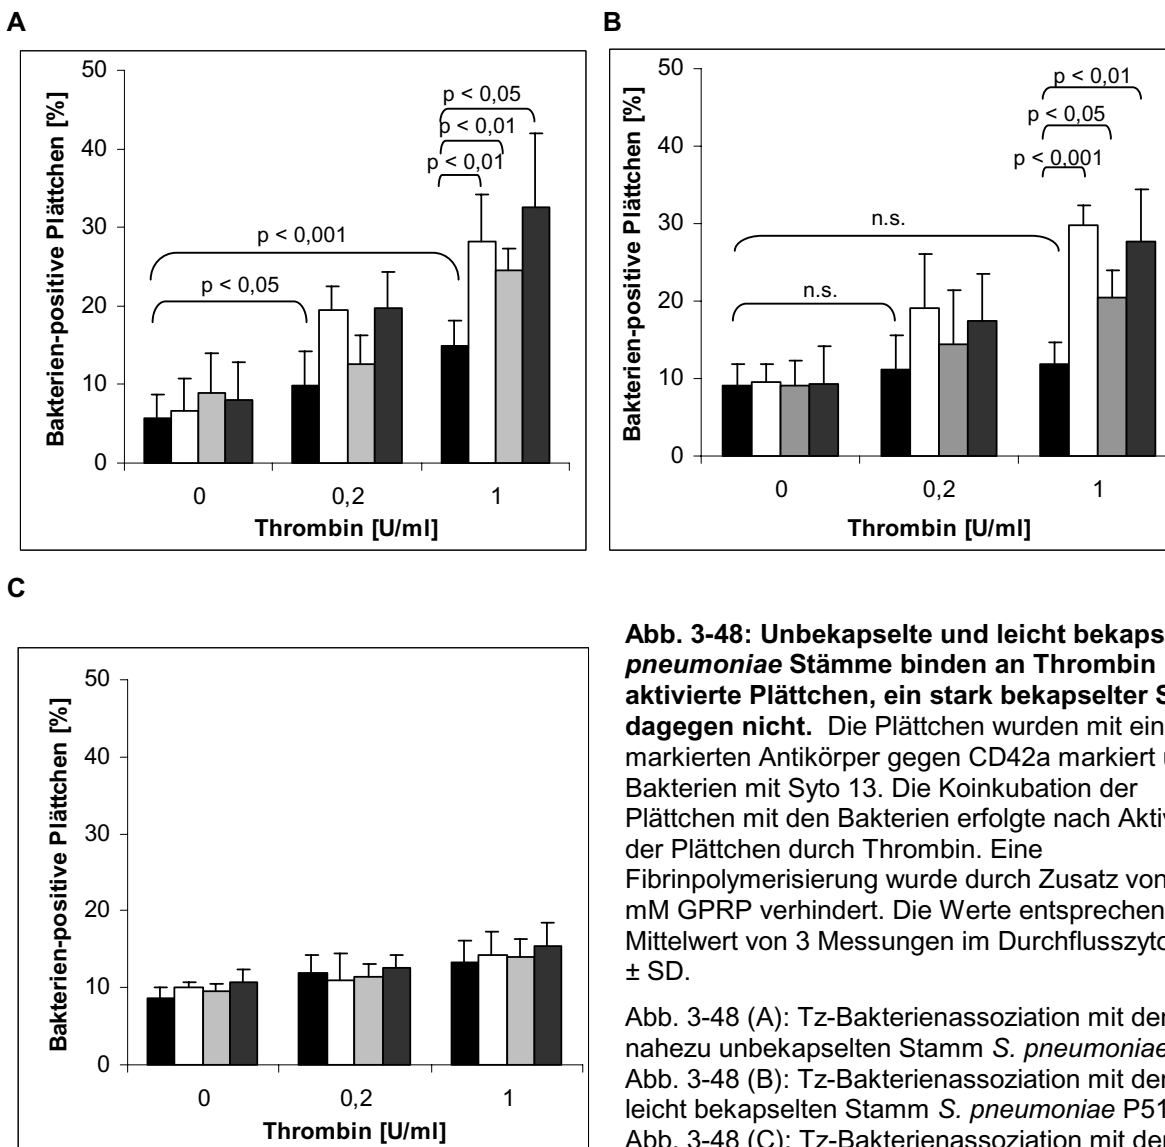 A
Bakterien-positive Plättchen [%]
50
40
30
20
10
0
p < 0,05
p < 0,01
p < 0,01
p < 0,001
p < 0,05
0 0,2 1
Thrombin [U/ml]
B
Bakterien-positive Plättchen [%]
50
40
30
20
10
0
p < 0,01
p < 0,05
p < 0,001
n.s.
n.s.
0 0,2 1
Thrombin [U/ml]
C
Bakterien-positive Plättchen [%]
50
40
30
20
10
0
0 0,2 1
Thrombin [U/ml]
Abb. 3-48: Unbekapselte und leicht bekaps
pneumoniae Stämme binden an Thrombin
aktivierte Plättchen, ein stark bekapselter S
dagegen nicht. Die Plättchen wurden mit ein
markierten Antikörper gegen CD42a markiert u
Bakterien mit Syto 13. Die Koinkubation der
Plättchen mit den Bakterien erfolgte nach Aktiv
der Plättchen durch Thrombin. Eine
Fibrinpolymerisierung wurde durch Zusatz von
mM GPRP verhindert. Die Werte entsprechen
Mittelwert von 3 Messungen im Durchflusszyto
± SD.
Abb. 3-48 (A): Tz-Bakterienassoziation mit der
nahezu unbekapselten Stamm S. pneumoniae
Abb. 3-48 (B): Tz-Bakterienassoziation mit der
leicht bekapselten Stamm S. pneumoniae P51
Abb. 3-48 (C): Tz-Bakterienassoziation mit der